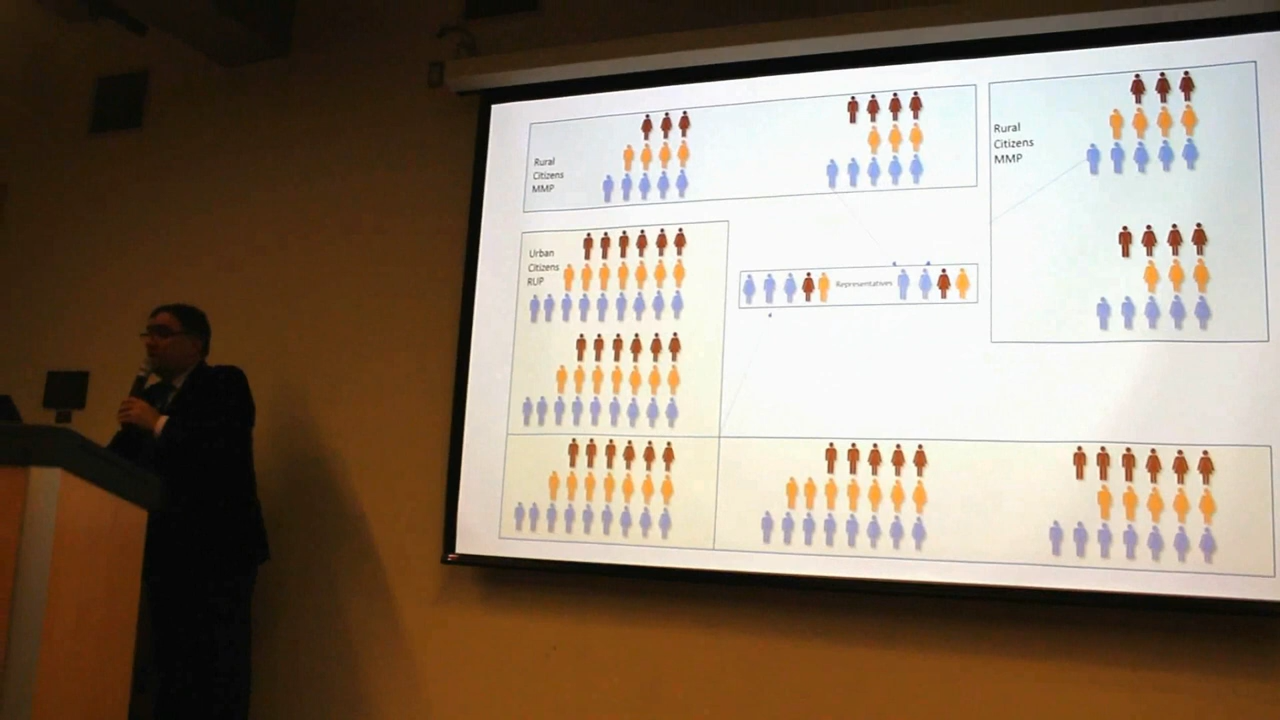 Rural
Citizens
MMP
Rural
Citizens
MMP
Urban
Citizens
RUP
Representatives